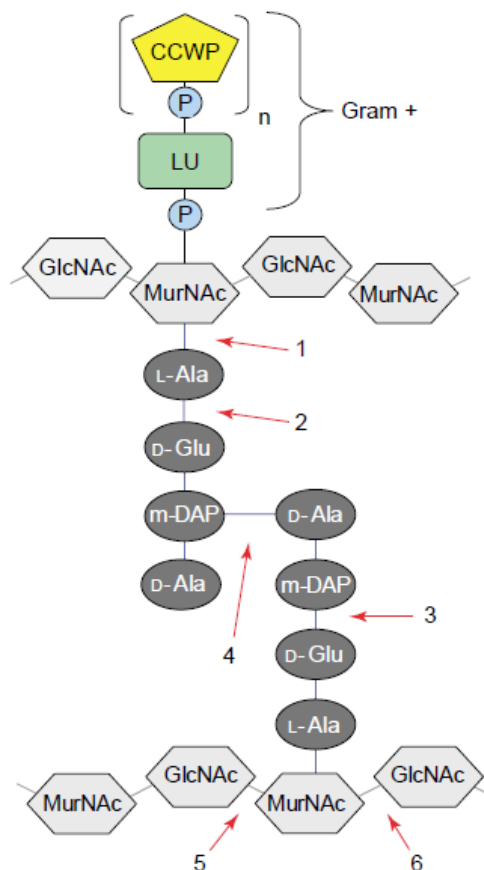 CCWP
P
n
Gram +
LU
P
GlcNAc MurNAc GlcNAc MurNAc
1
L-Ala
2
D-Glu
m-DAP D-Ala
D-Ala m-DAP
3
4
D-Glu
L-Ala
MurNAc GlcNAc MurNAc GlcNAc
5 6